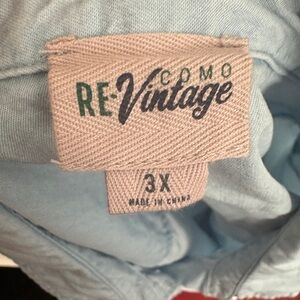 COMO
RE-Vintage
3X
MADE IN CHINA